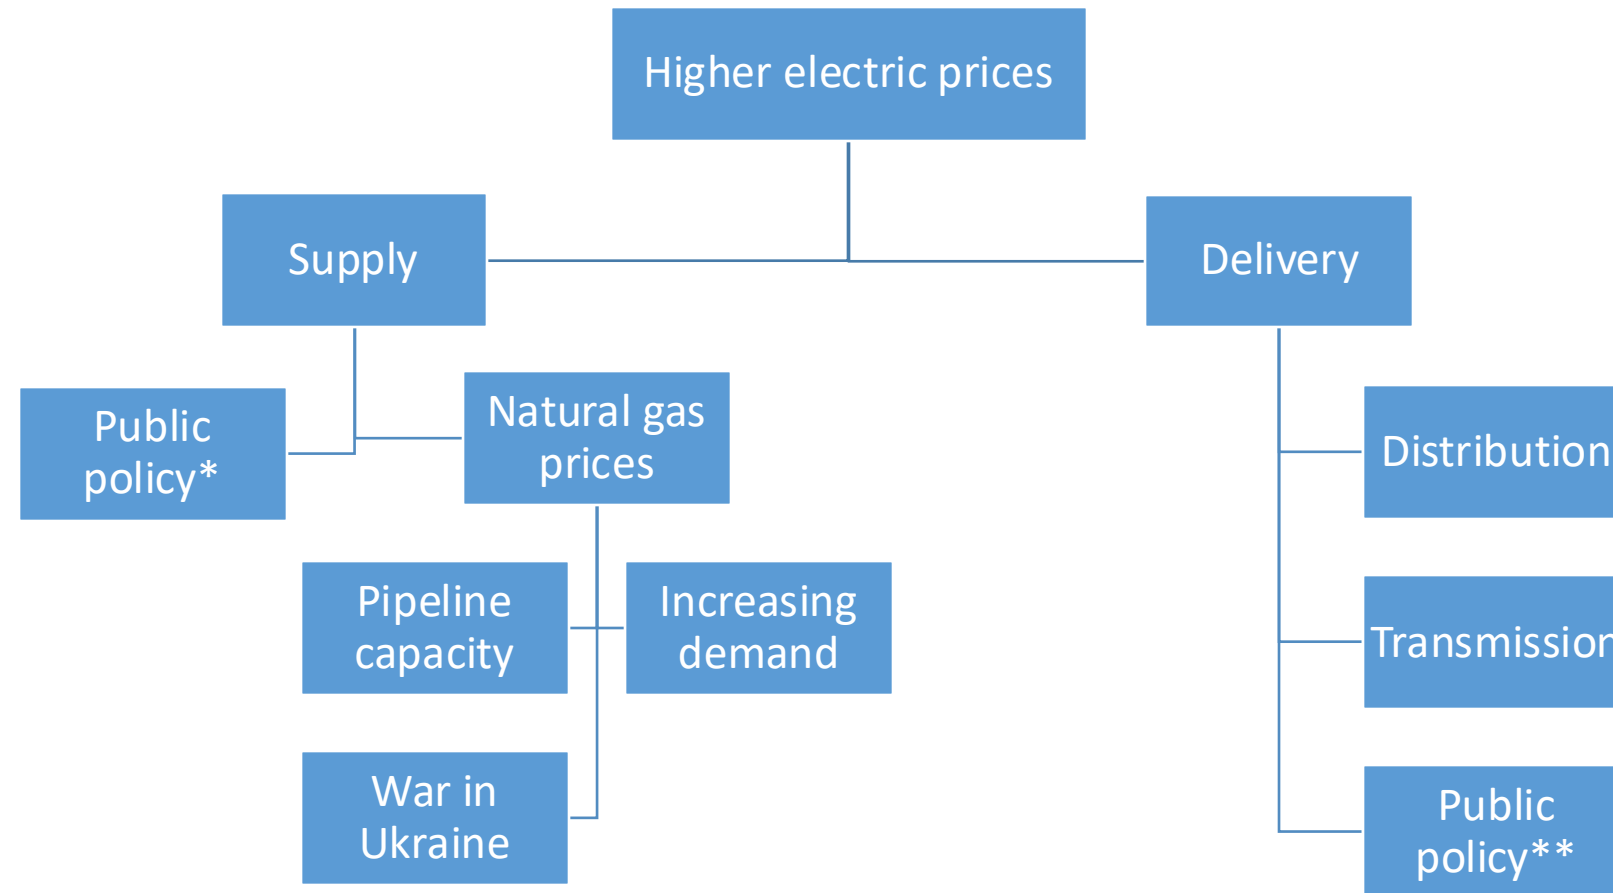 Higher electric prices
Supply
Delivery
Public
policy*
Natural gas
prices
Pipeline
capacity
Increasing
demand
War in
Ukraine
Distribution
Transmission
Public
policy**